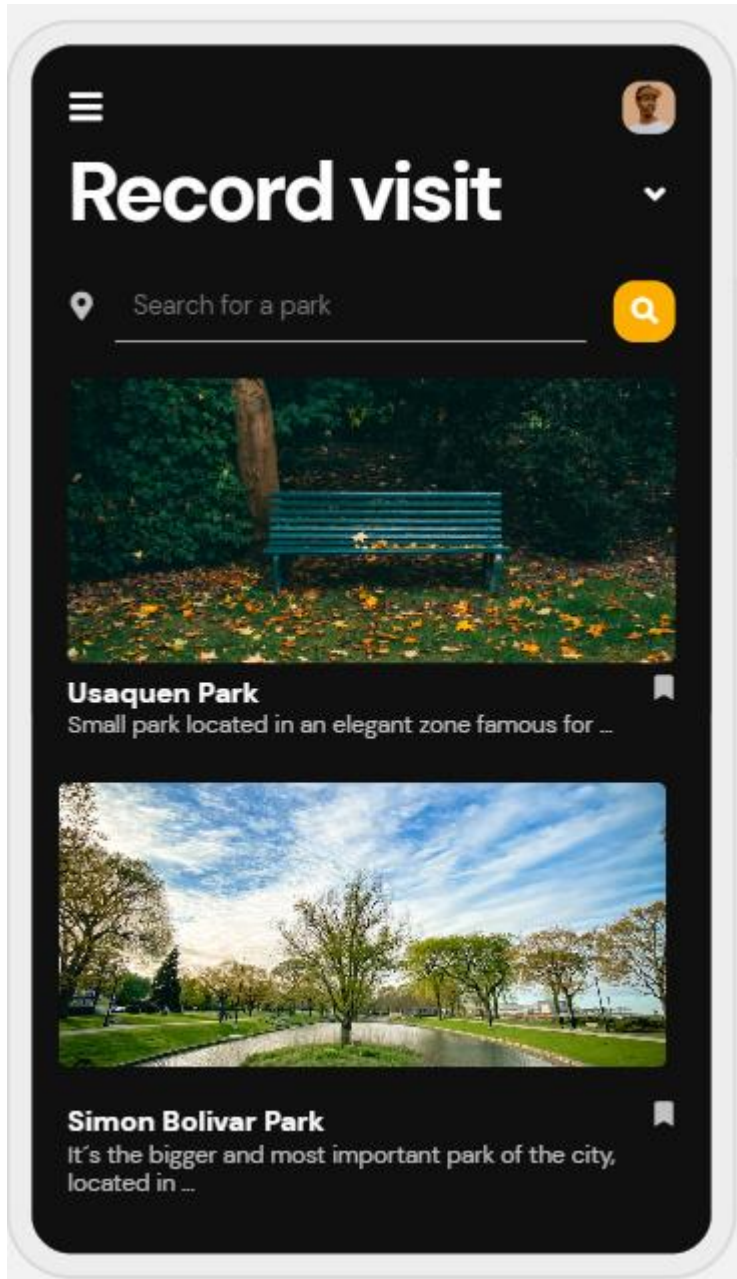 Record visit
Search for a park
Usaquen Park
Small park located in an elegant zone famous for ...
Simon Bolivar Park
It´s the bigger and most important park of the city,
located in ...